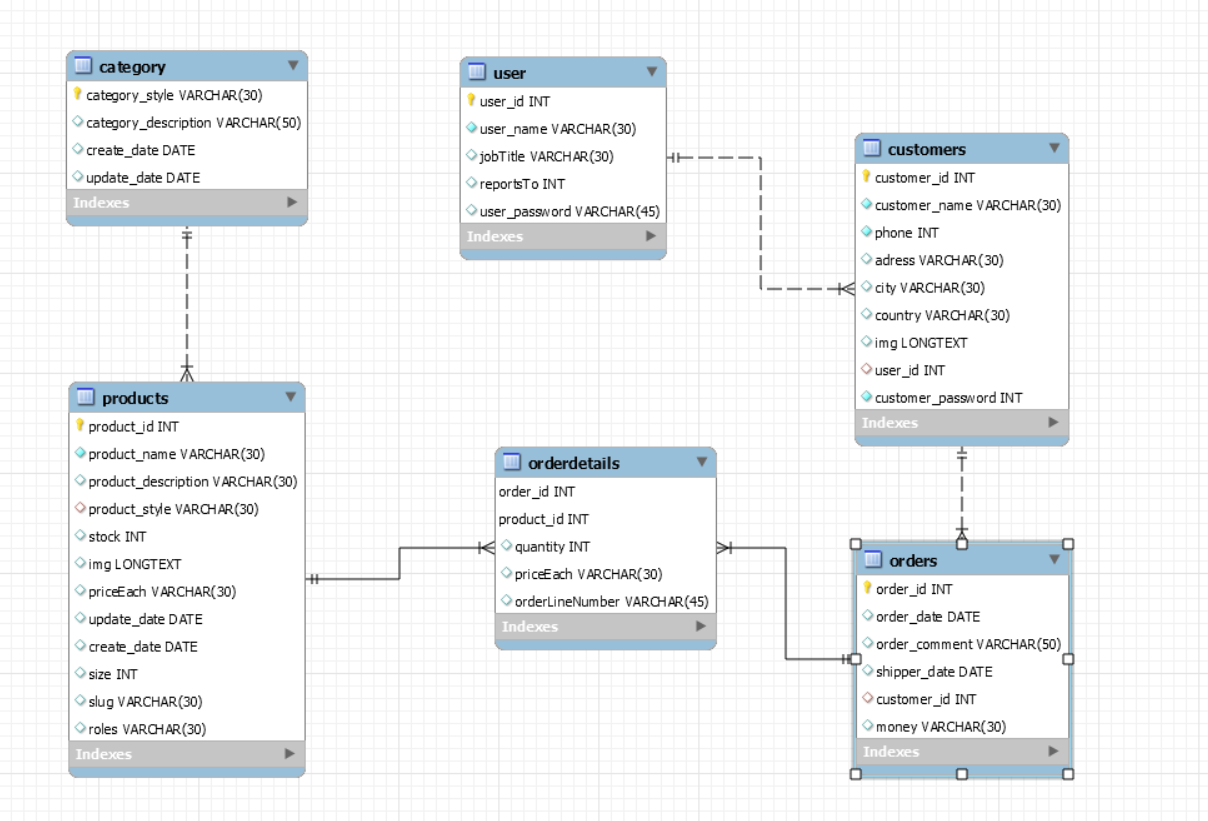 category
category_style VARCHAR(30)
category_description VARCHAR(50)
create_date DATE
update_date DATE
Indexes
user
user_id INT
user_name VARCHAR(30)
jobTitle VARCHAR(30)
reportsTo INT
user_password VARCHAR(45)
Indexes
customers
customer_id INT
customer_name VARCHAR(30)
phone INT
adress VARCHAR(30)
city VARCHAR(30)
country VARCHAR(30)
img LONGTEXT
user_id INT
customer_password INT
Indexes
products
product_id INT
product_name VARCHAR(30)
product_description VARCHAR(30)
product_style VARCHAR(30)
stock INT
img LONGTEXT
priceEach VARCHAR(30)
update_date DATE
create_date DATE
size INT
slug VARCHAR(30)
roles VARCHAR(30)
Indexes
orderdetails
order_id INT
product_id INT
quantity INT
priceEach VARCHAR(30)
orderLineNumber VARCHAR(45)
Indexes
orders
order_id INT
order_date DATE
order_comment VARCHAR(50)
shipper_date DATE
customer_id INT
money VARCHAR(30)
Indexes